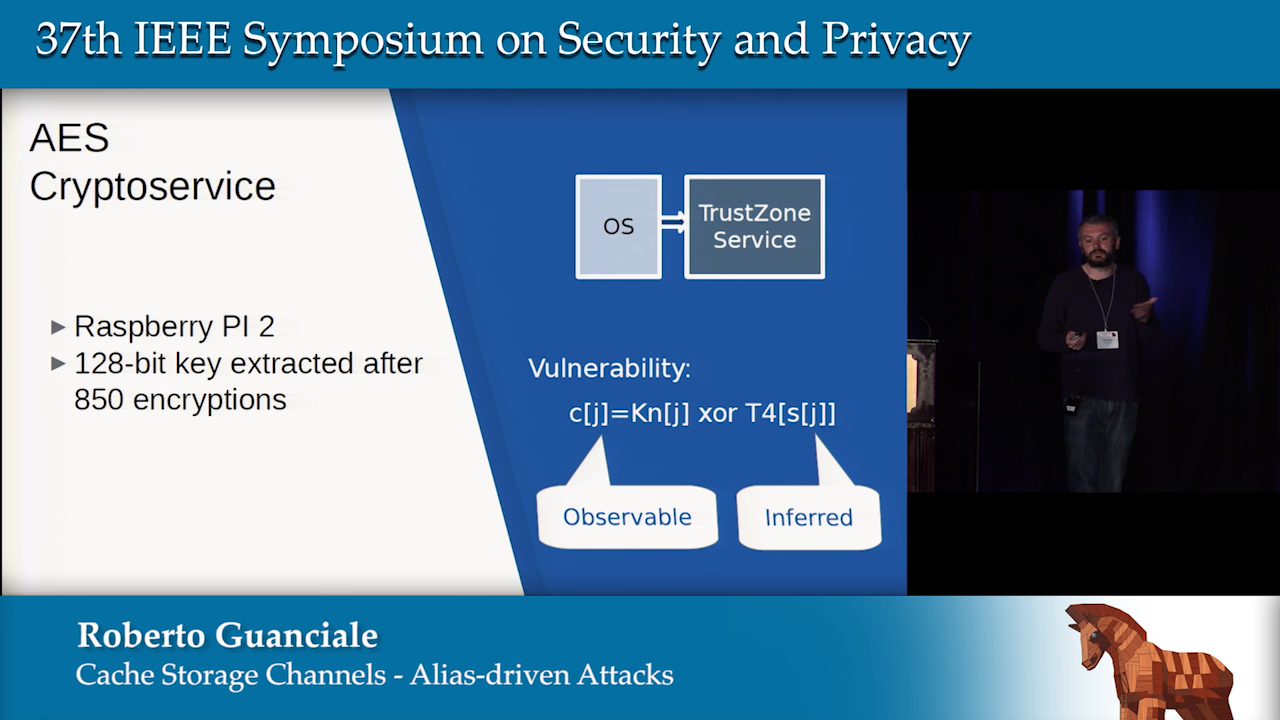 37th IEEE Symposium on Security and Privacy
AES
Cryptoservice
OS
TrustZone
Service
Raspberry PI 2
128-bit key extracted after
850 encryptions
Vulnerability:
c[j]=Kn[j] xor T4[s[j]]
Observable
Inferred
Roberto Guanciale
Cache Storage Channels - Alias-driven Attacks